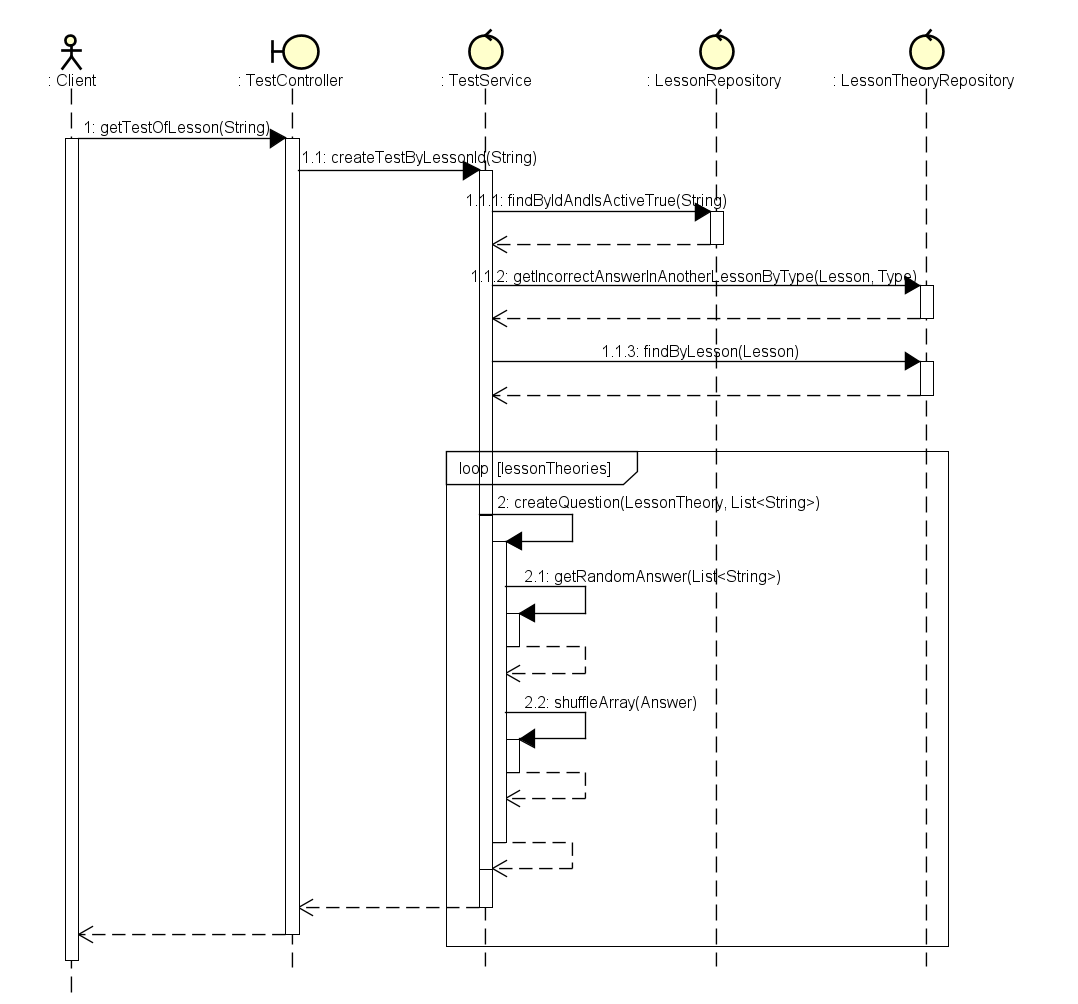 : Client
: TestController
: TestService
: LessonRepository
: LessonTheoryRepository
1: getTestOfLesson(String)
1.1: createTestByLessonId(String)
1.1.1: findByIdAndIsActiveTrue(String)
1.1.2: getIncorrectAnswerInAnotherLessonByType(Lesson, Type)
1.1.3: findByLesson(Lesson)
loop [lessonTheories]
2: createQuestion(LessonTheory, List<String>)
2.1: getRandomAnswer(List<String>)
2.2: shuffleArray(Answer)